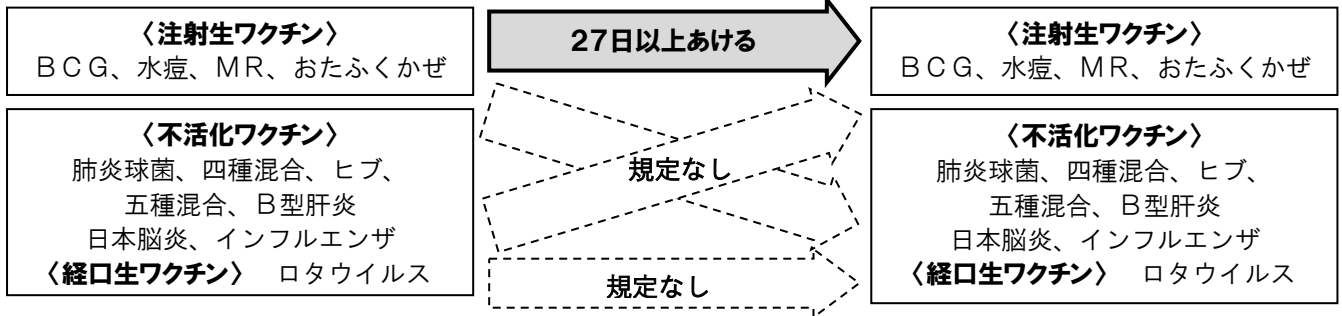 〈注射生ワクチン〉
ＢＣＧ、水痘、ＭＲ、おたふくかぜ
27日以上あける
〈注射生ワクチン〉
ＢＣＧ、水痘、ＭＲ、おたふくかぜ
〈不活化ワクチン〉
肺炎球菌、四種混合、ヒブ、
五種混合、Ｂ型肝炎
日本脳炎、インフルエンザ
〈経口生ワクチン〉　ロタウイルス
規定なし
規定なし
〈不活化ワクチン〉
肺炎球菌、四種混合、ヒブ、
五種混合、Ｂ型肝炎
日本脳炎、インフルエンザ
〈経口生ワクチン〉　ロタウイルス